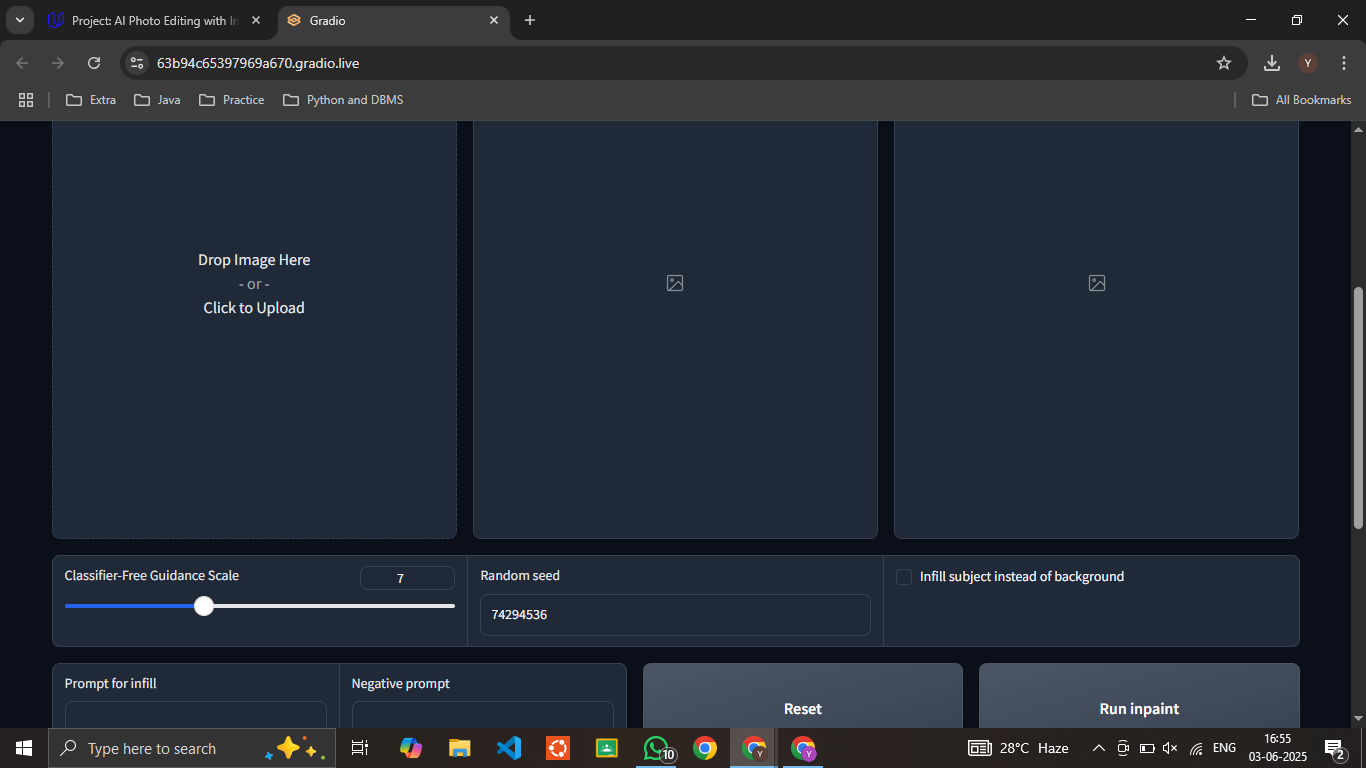 Project: AI Photo Editing with In
Gradio
63b94c65397969a670.gradio.live
Y
Extra
Java
Practice
Python and DBMS
All Bookmarks
Drop Image Here
- or -
Click to Upload
Classifier-Free Guidance Scale
7
Random seed
74294536
Infill subject instead of background
Prompt for infill
Negative prompt
Reset
Run inpaint
Type here to search
10
Y
Y
28°C Haze
ENG
16:55
03-06-2025
2